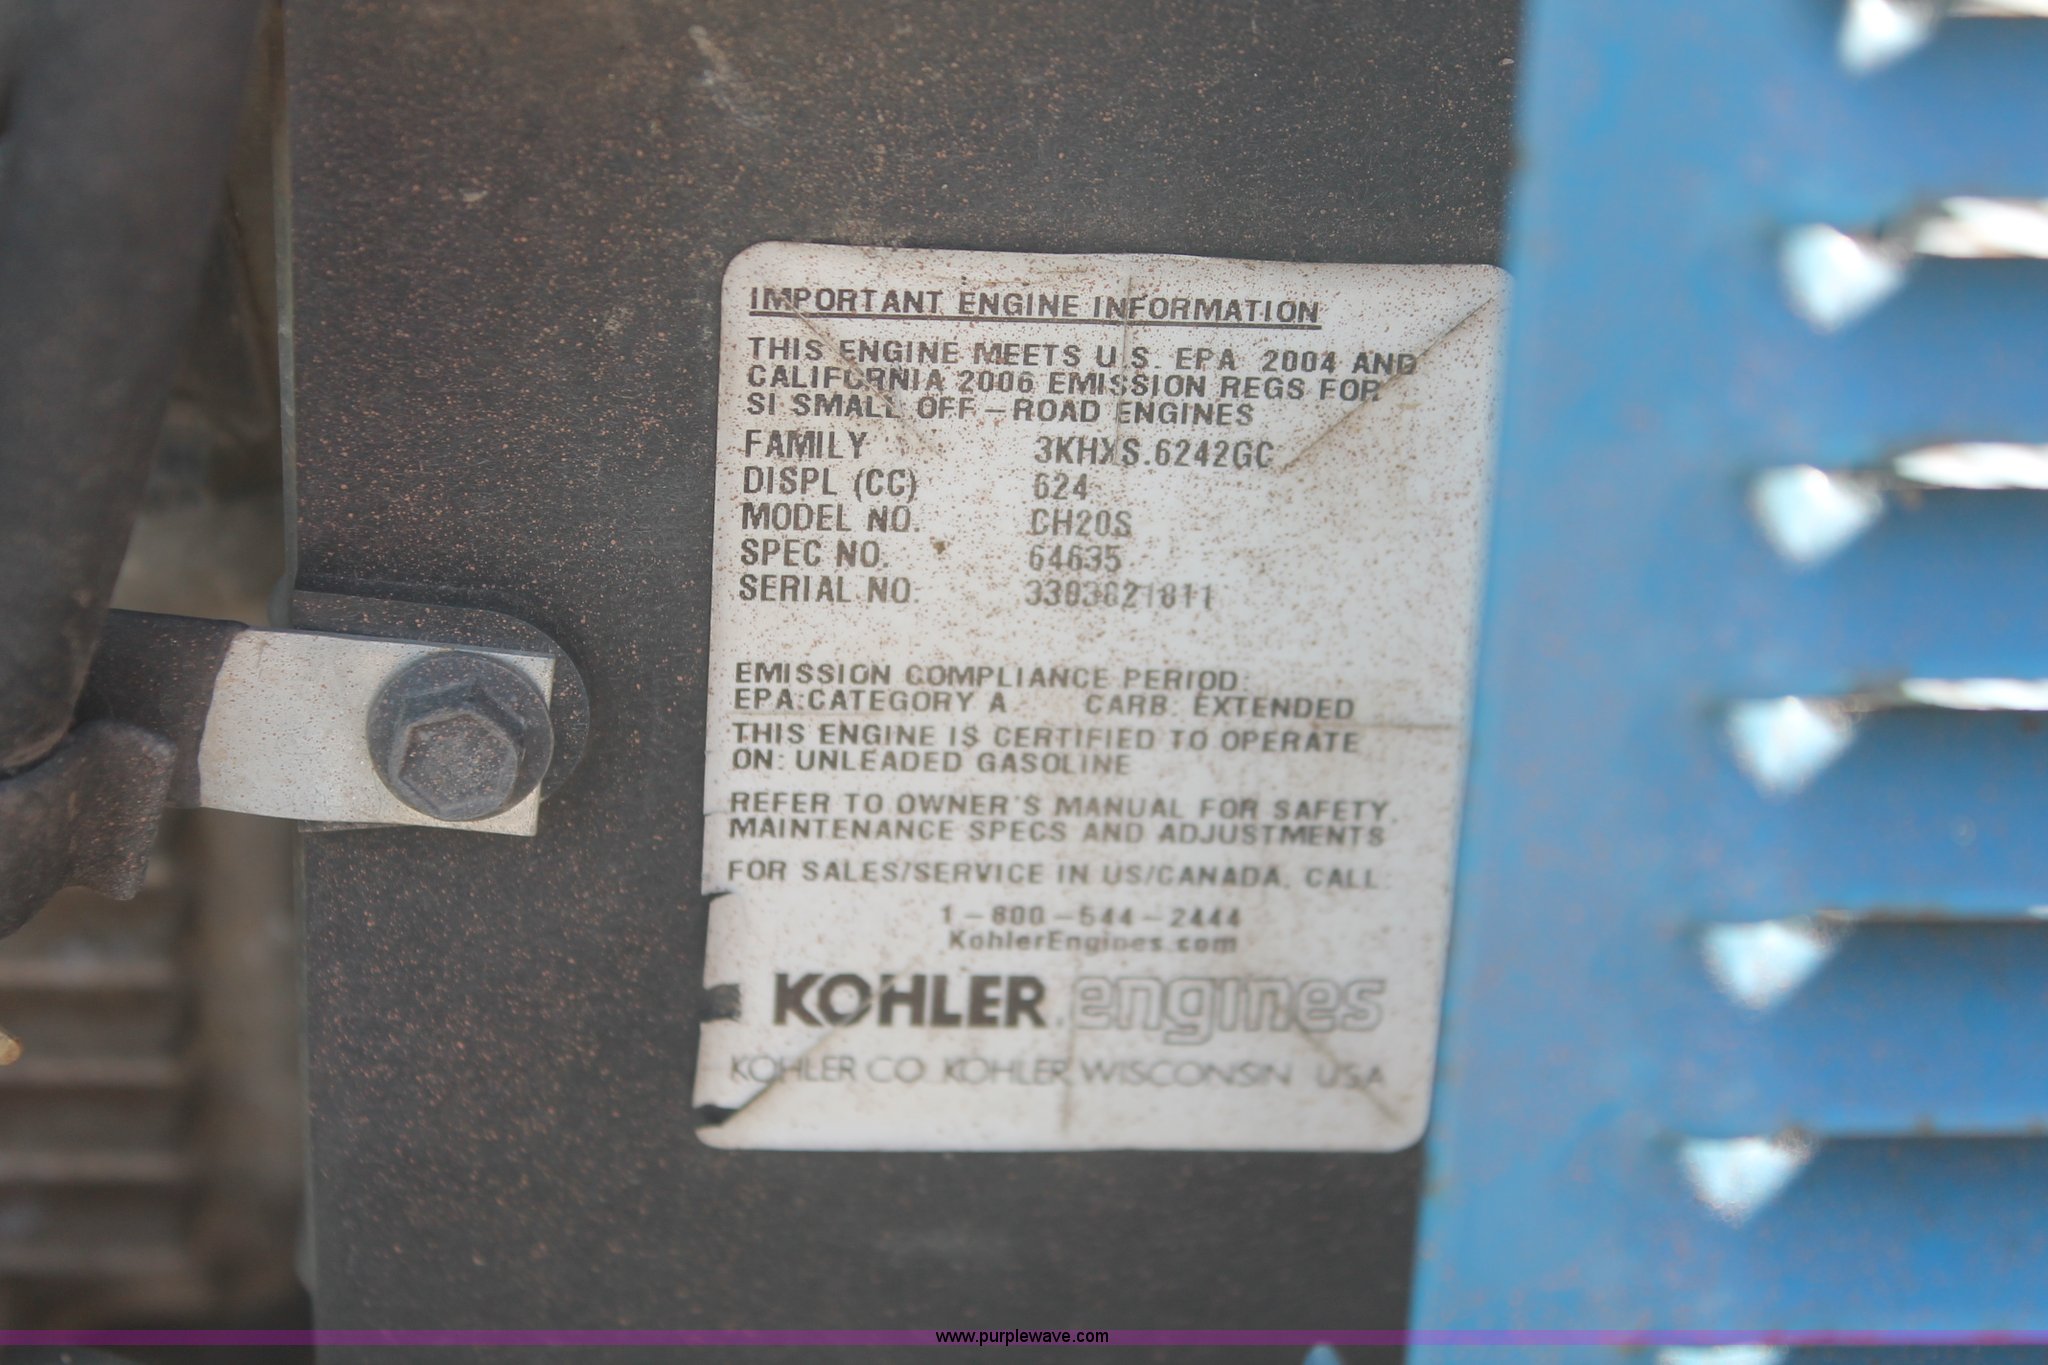 IMPORTANT ENGINE INFORMATION
THIS ENGINE MEETS U.S. EPA 2004 AND
CALIFORNIA 2006 EMISSION REGS FOR
SI SMALL OFF-ROAD ENGINES
FAMILY 3KHXS.6242GC
DISPL (CC) 624
MODEL NO. CH20S
SPEC NO. 64635
SERIAL NO.
EMISSION COMPLIANCE PERIOD:
EPA:CATEGORY A CARB: EXTENDED
THIS ENGINE IS CERTIFIED TO OPERATE
ON: UNLEADED GASOLINE
REFER TO OWNER'S MANUAL FOR SAFETY,
MAINTENANCE SPECS AND ADJUSTMENTS
FOR SALES/SERVICE IN US/CANADA, CALL:
1-800-544-2444
KohlerEngines.com
KOHLER engines
KOHLER CO. KOHLER, WISCONSIN USA
www.purplewave.com